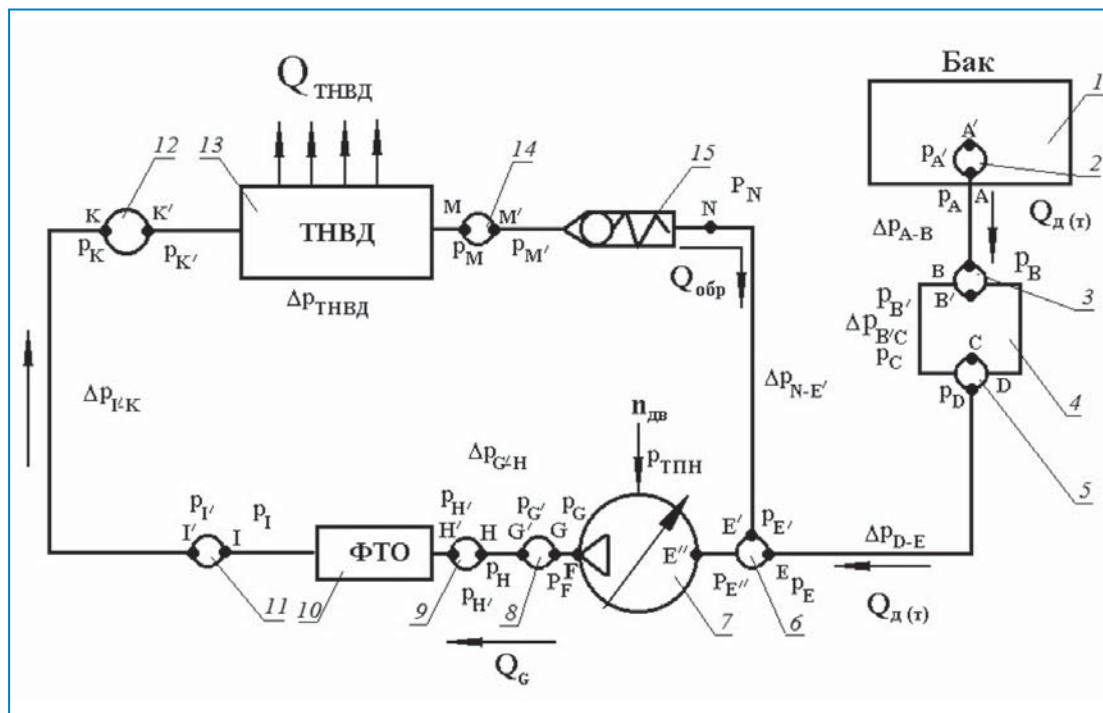 Бак
1
A'
p_A'
2
p_A
A
Q_д (т)
Δp_A-B
B
p_B
B'
3
p_B'
Δp_B'C
p_C
C
D
p_D
4
5
Δp_D-E
Q_д (т)
Q_ТНВД
12
13
14
15
K
K'
p_K
p_K'
ТНВД
M
M'
p_M
p_M'
P_N
N
Q_обр
Δp_ТНВД
Δp_I'-K
Δp_N-E'
n_дв
p_ТПН
Δp_G'-H
p_I'
p_I
I'
I
11
ФТО
10
p_H'
H'
H
p_H
p_H'
9
p_G'
p_G
G'
G
8
P_F
F
E''
7
E'
p_E'
E
p_E''
p_E
6
Q_G